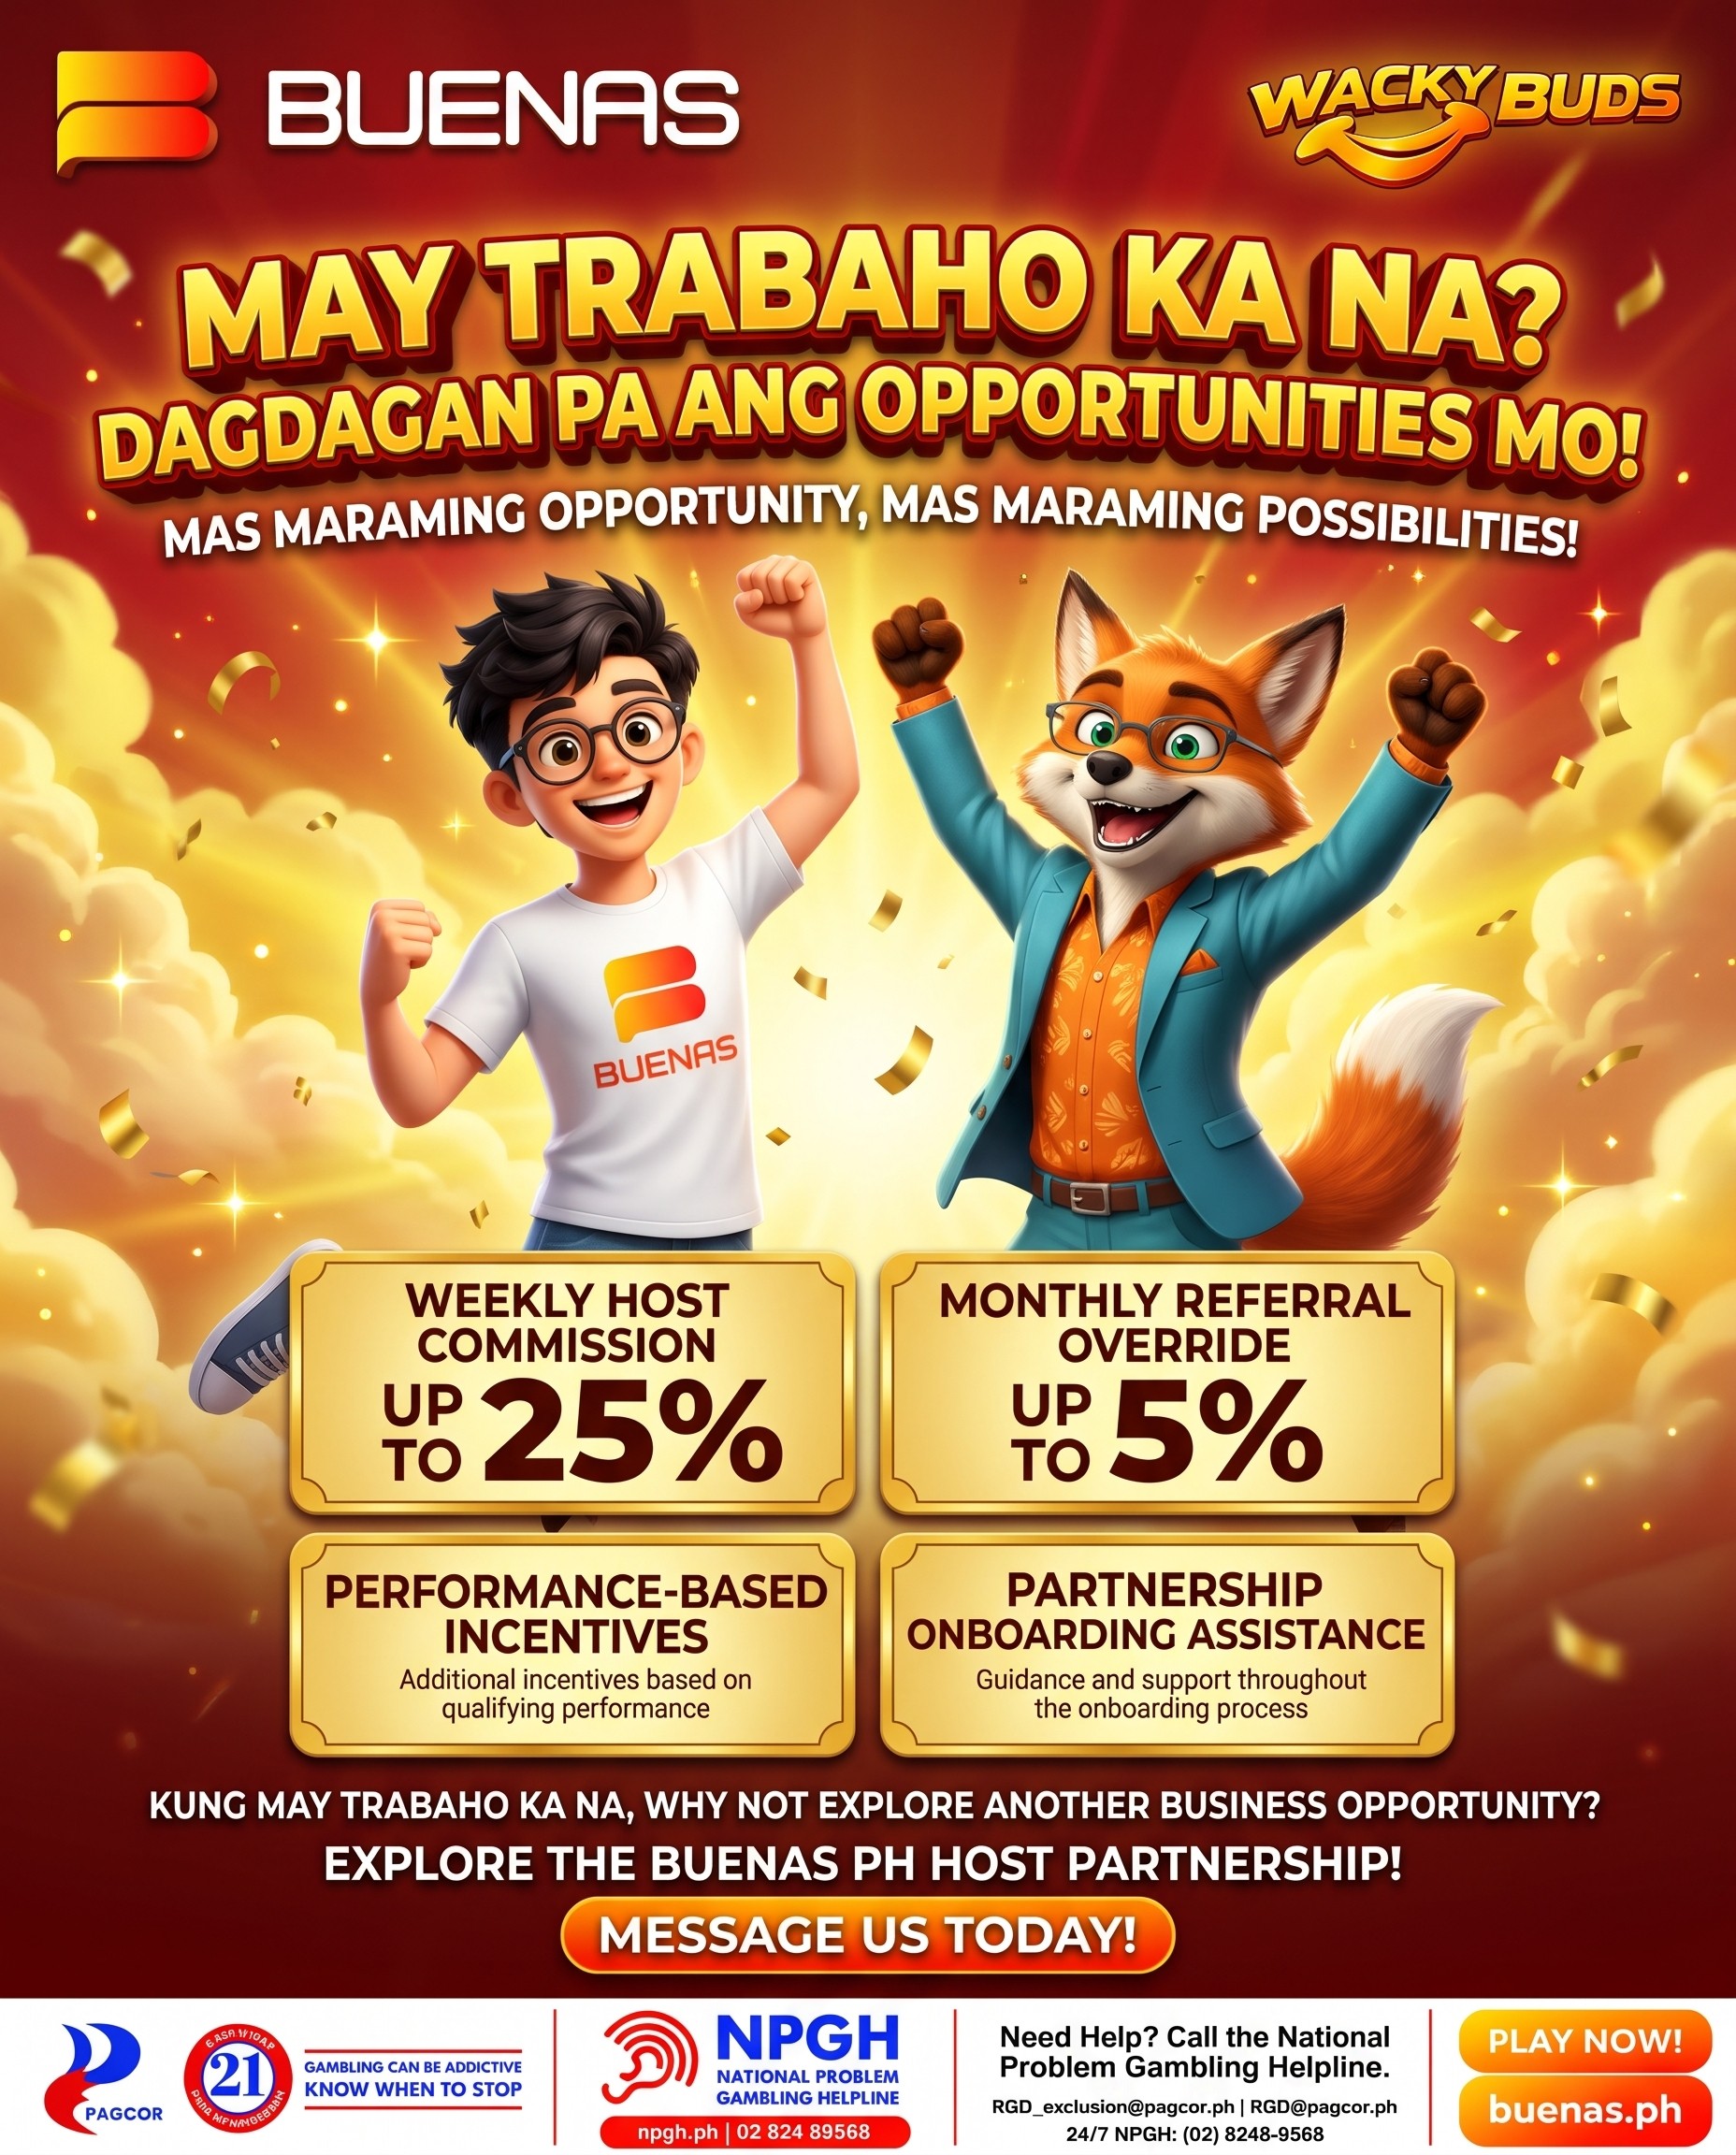 BUENAS
WACKY BUDS
MAY TRABAHO KA NA?
DAGDAGAN PA ANG OPPORTUNITIES MO!
MAS MARAMING OPPORTUNITY, MAS MARAMING POSSIBILITIES!
BUENAS
WEEKLY HOST
COMMISSION
UP TO 25%
MONTHLY REFERRAL
OVERRIDE
UP TO 5%
PERFORMANCE-BASED
INCENTIVES
Additional incentives based on
qualifying performance
PARTNERSHIP
ONBOARDING ASSISTANCE
Guidance and support throughout
the onboarding process
KUNG MAY TRABAHO KA NA, WHY NOT EXPLORE ANOTHER BUSINESS OPPORTUNITY?
EXPLORE THE BUENAS PH HOST PARTNERSHIP!
MESSAGE US TODAY!
PAGCOR
21
GAMBLING CAN BE ADDICTIVE
KNOW WHEN TO STOP
NPGH
NATIONAL PROBLEM
GAMBLING HELPLINE
npgh.ph | 02 824 89568
Need Help? Call the National
Problem Gambling Helpline.
RGD_exclusion@pagcor.ph | RGD@pagcor.ph
24/7 NPGH: (02) 8248-9568
PLAY NOW!
buenas.ph